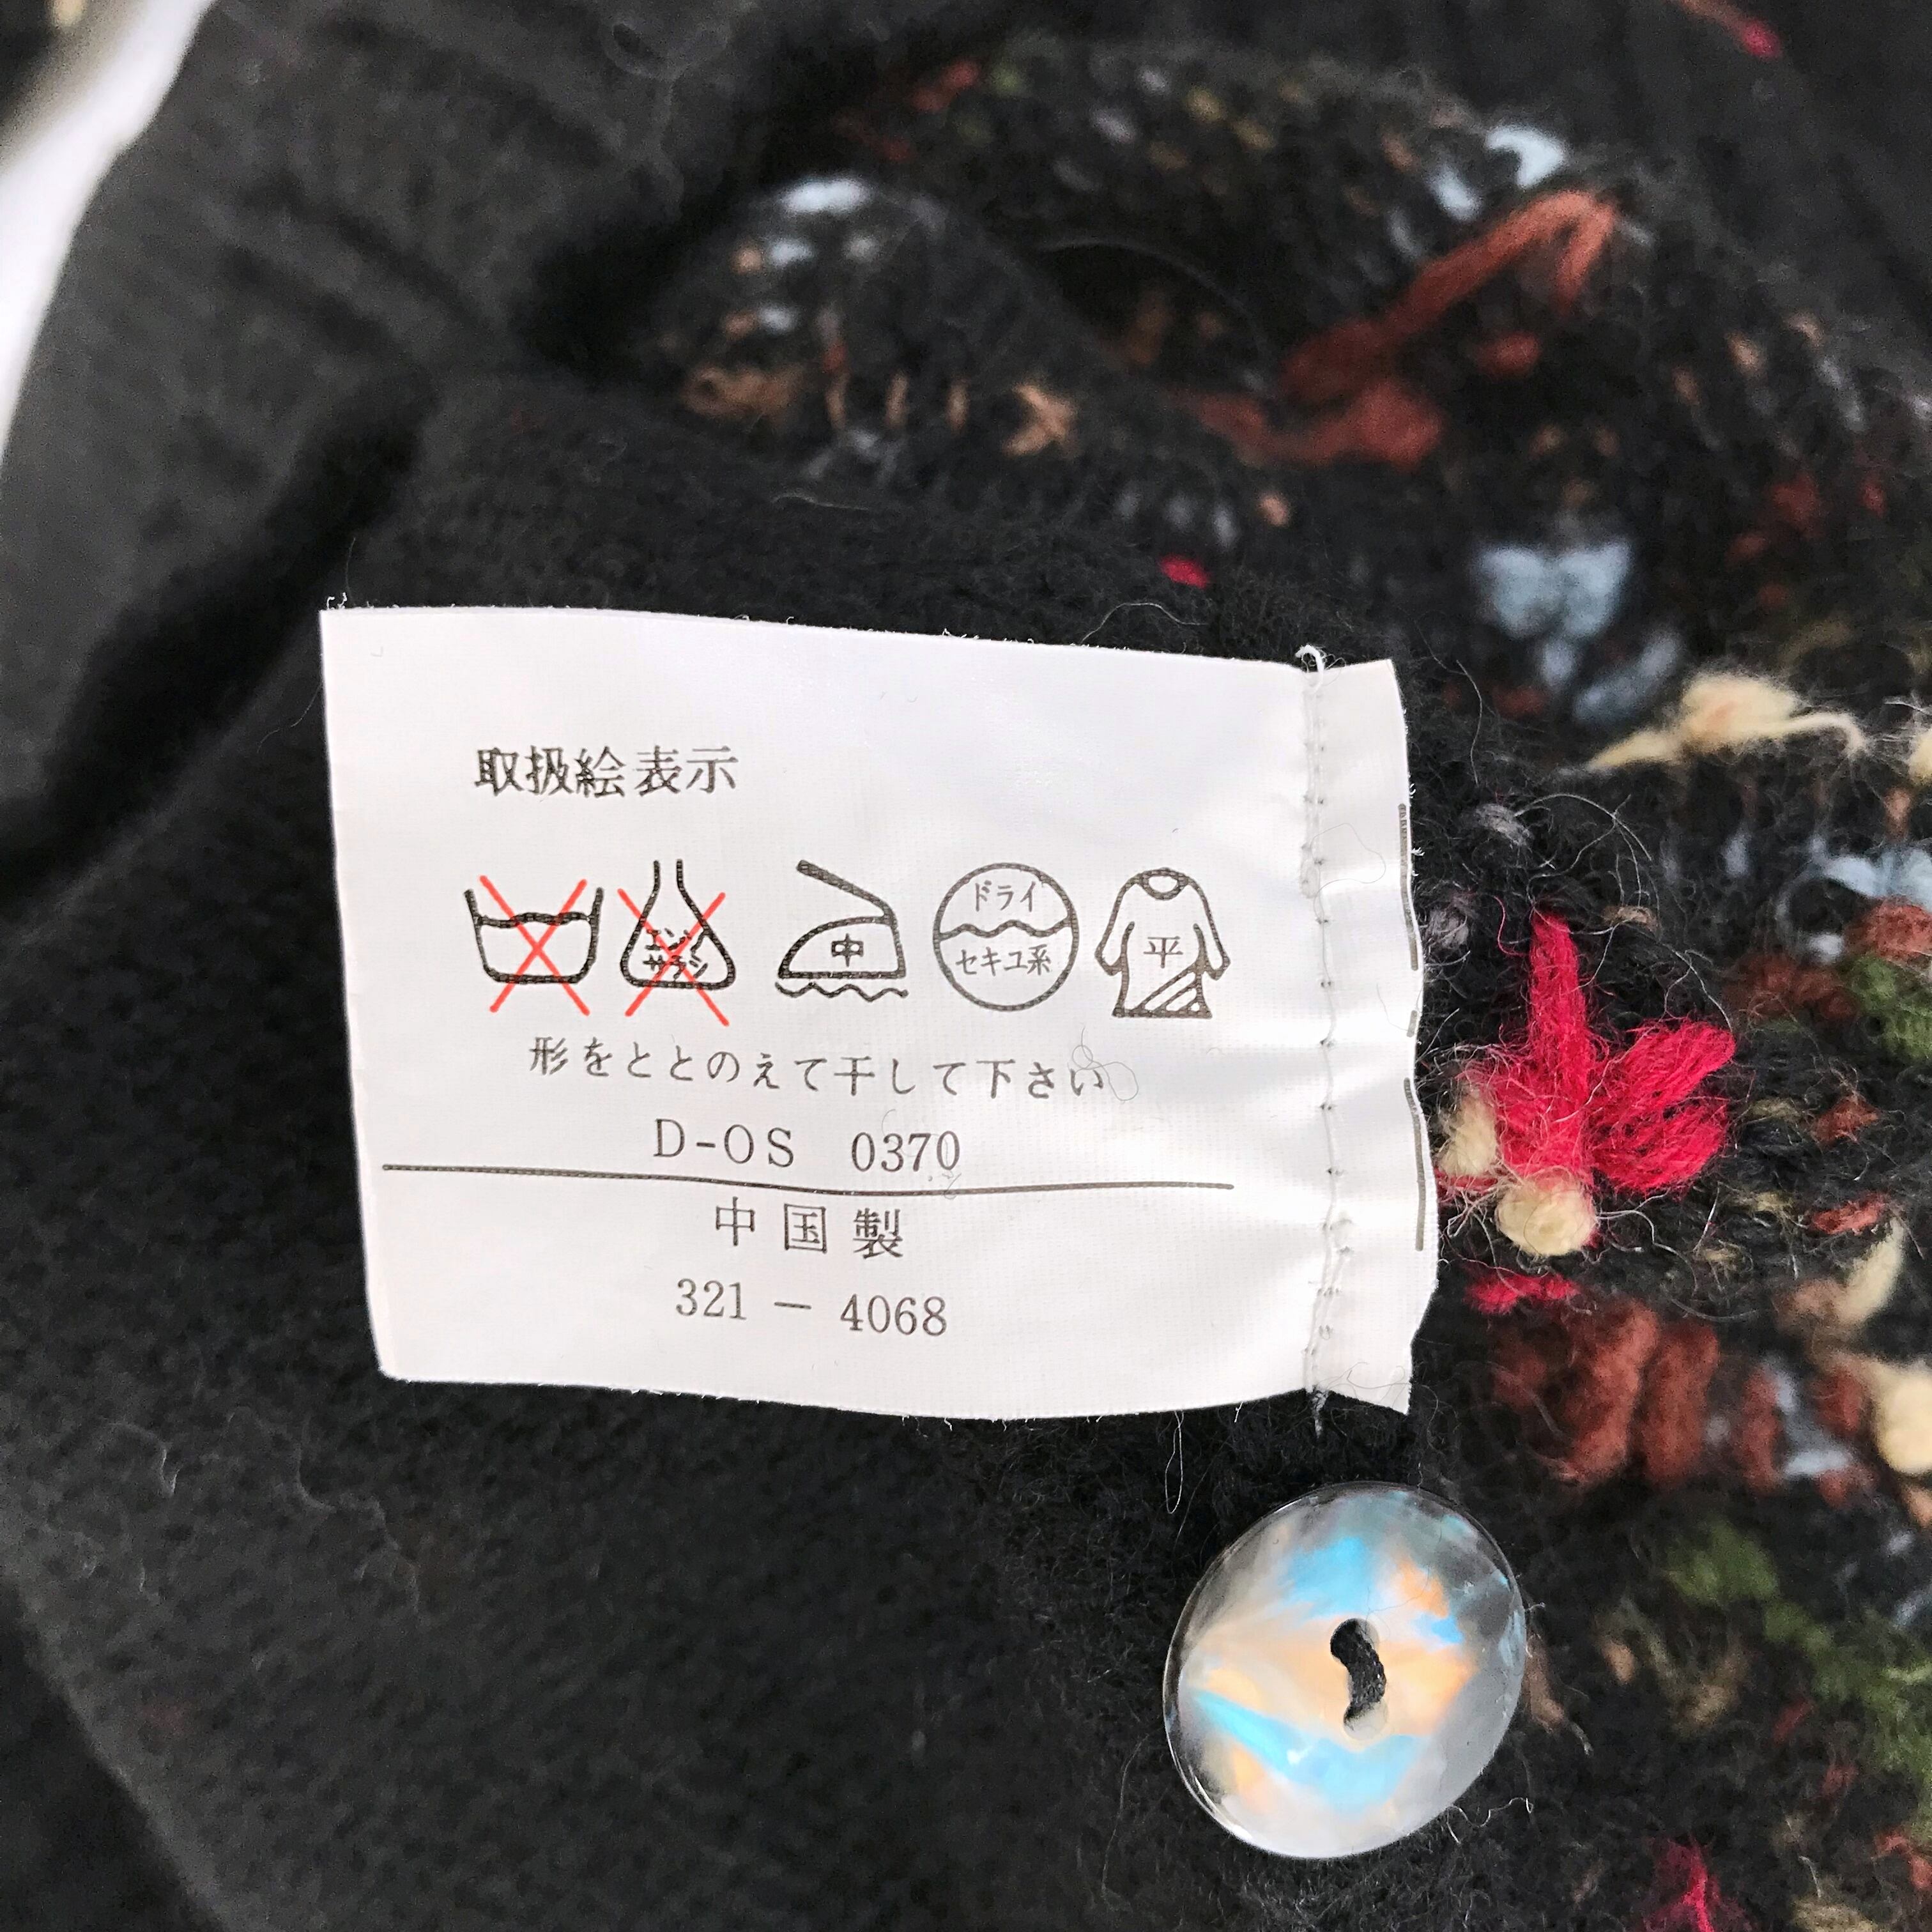 取扱絵表示
エンソ サラシ 中 ドライ セキユ系 平
形をととのえて干して下さい
D-OS 0370
中国製
321 － 4068